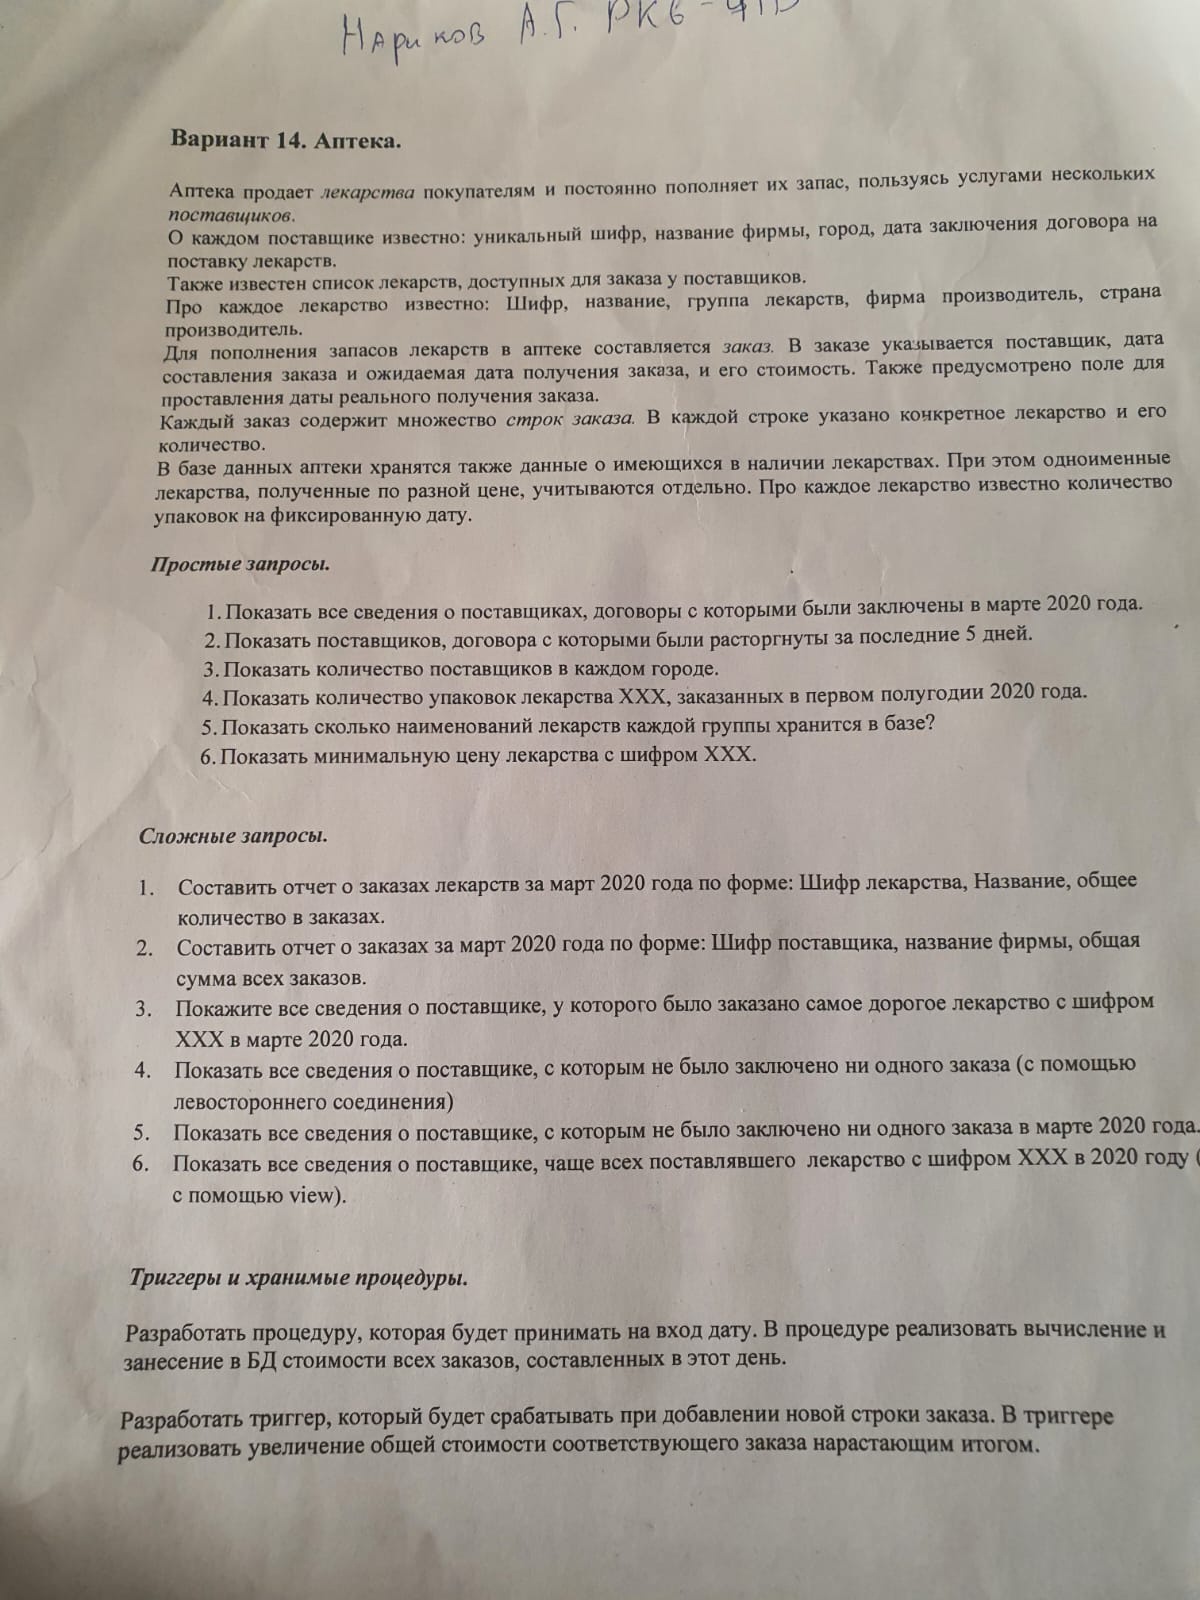 Нариков А.Г. РК6-
Вариант 14. Аптека.
Аптека продает лекарства покупателям и постоянно пополняет их запас, пользуясь услугами нескольких
поставщиков.
О каждом поставщике известно: уникальный шифр, название фирмы, город, дата заключения договора на
поставку лекарств.
Также известен список лекарств, доступных для заказа у поставщиков.
Про каждое лекарство известно: Шифр, название, группа лекарств, фирма производитель, страна
производитель.
Для пополнения запасов лекарств в аптеке составляется заказ. В заказе указывается поставщик, дата
составления заказа и ожидаемая дата получения заказа, и его стоимость. Также предусмотрено поле для
проставления даты реального получения заказа.
Каждый заказ содержит множество строк заказа. В каждой строке указано конкретное лекарство и его
количество.
В базе данных аптеки хранятся также данные о имеющихся в наличии лекарствах. При этом одноименные
лекарства, полученные по разной цене, учитываются отдельно. Про каждое лекарство известно количество
упаковок на фиксированную дату.
Простые запросы.
1. Показать все сведения о поставщиках, договоры с которыми были заключены в марте 2020 года.
2. Показать поставщиков, договора с которыми были расторгнуты за последние 5 дней.
3. Показать количество поставщиков в каждом городе.
4. Показать количество упаковок лекарства XXX, заказанных в первом полугодии 2020 года.
5. Показать сколько наименований лекарств каждой группы хранится в базе?
6. Показать минимальную цену лекарства с шифром XXX.
Сложные запросы.
1. Составить отчет о заказах лекарств за март 2020 года по форме: Шифр лекарства, Название, общее
количество в заказах.
2. Составить отчет о заказах за март 2020 года по форме: Шифр поставщика, название фирмы, общая
сумма всех заказов.
3. Покажите все сведения о поставщике, у которого было заказано самое дорогое лекарство с шифром
XXX в марте 2020 года.
4. Показать все сведения о поставщике, с которым не было заключено ни одного заказа (с помощью
левостороннего соединения)
5. Показать все сведения о поставщике, с которым не было заключено ни одного заказа в марте 2020 года.
6. Показать все сведения о поставщике, чаще всех поставлявшего лекарство с шифром XXX в 2020 году (
с помощью view).
Триггеры и хранимые процедуры.
Разработать процедуру, которая будет принимать на вход дату. В процедуре реализовать вычисление и
занесение в БД стоимости всех заказов, составленных в этот день.
Разработать триггер, который будет срабатывать при добавлении новой строки заказа. В триггере
реализовать увеличение общей стоимости соответствующего заказа нарастающим итогом.